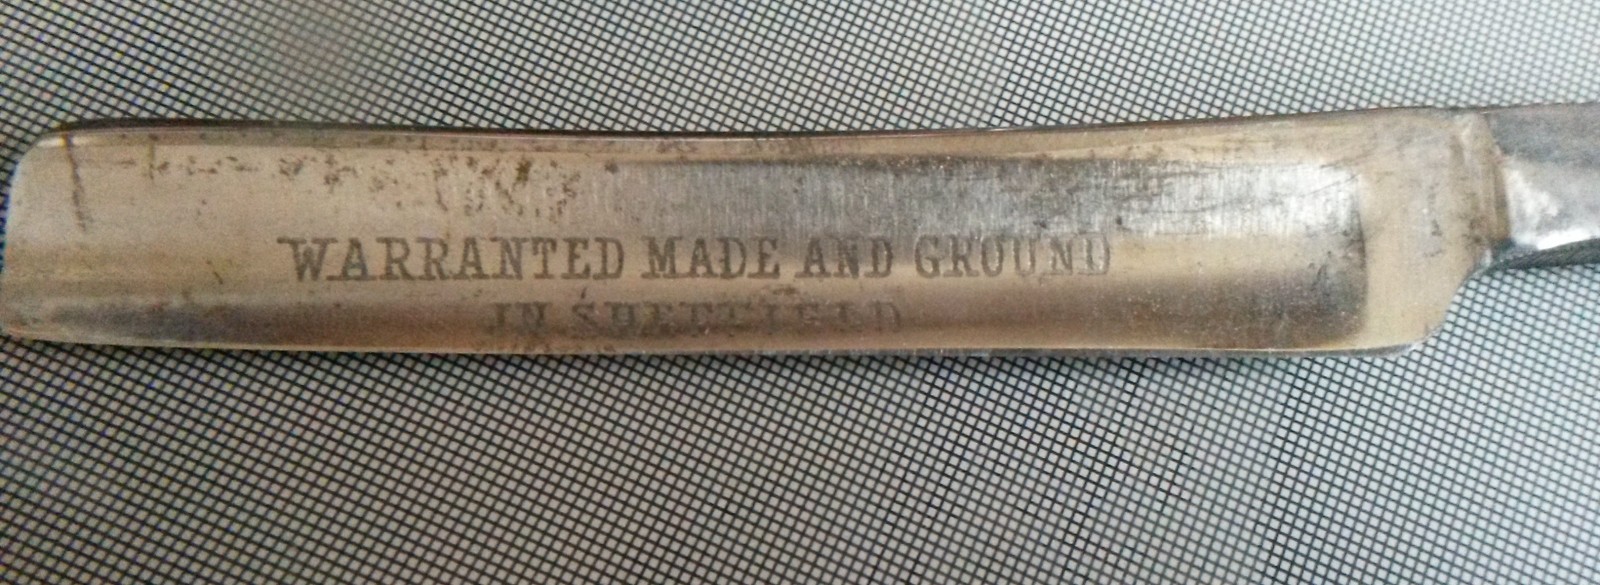 WARRANTED MADE AND GROUND
IN SHEFFIELD